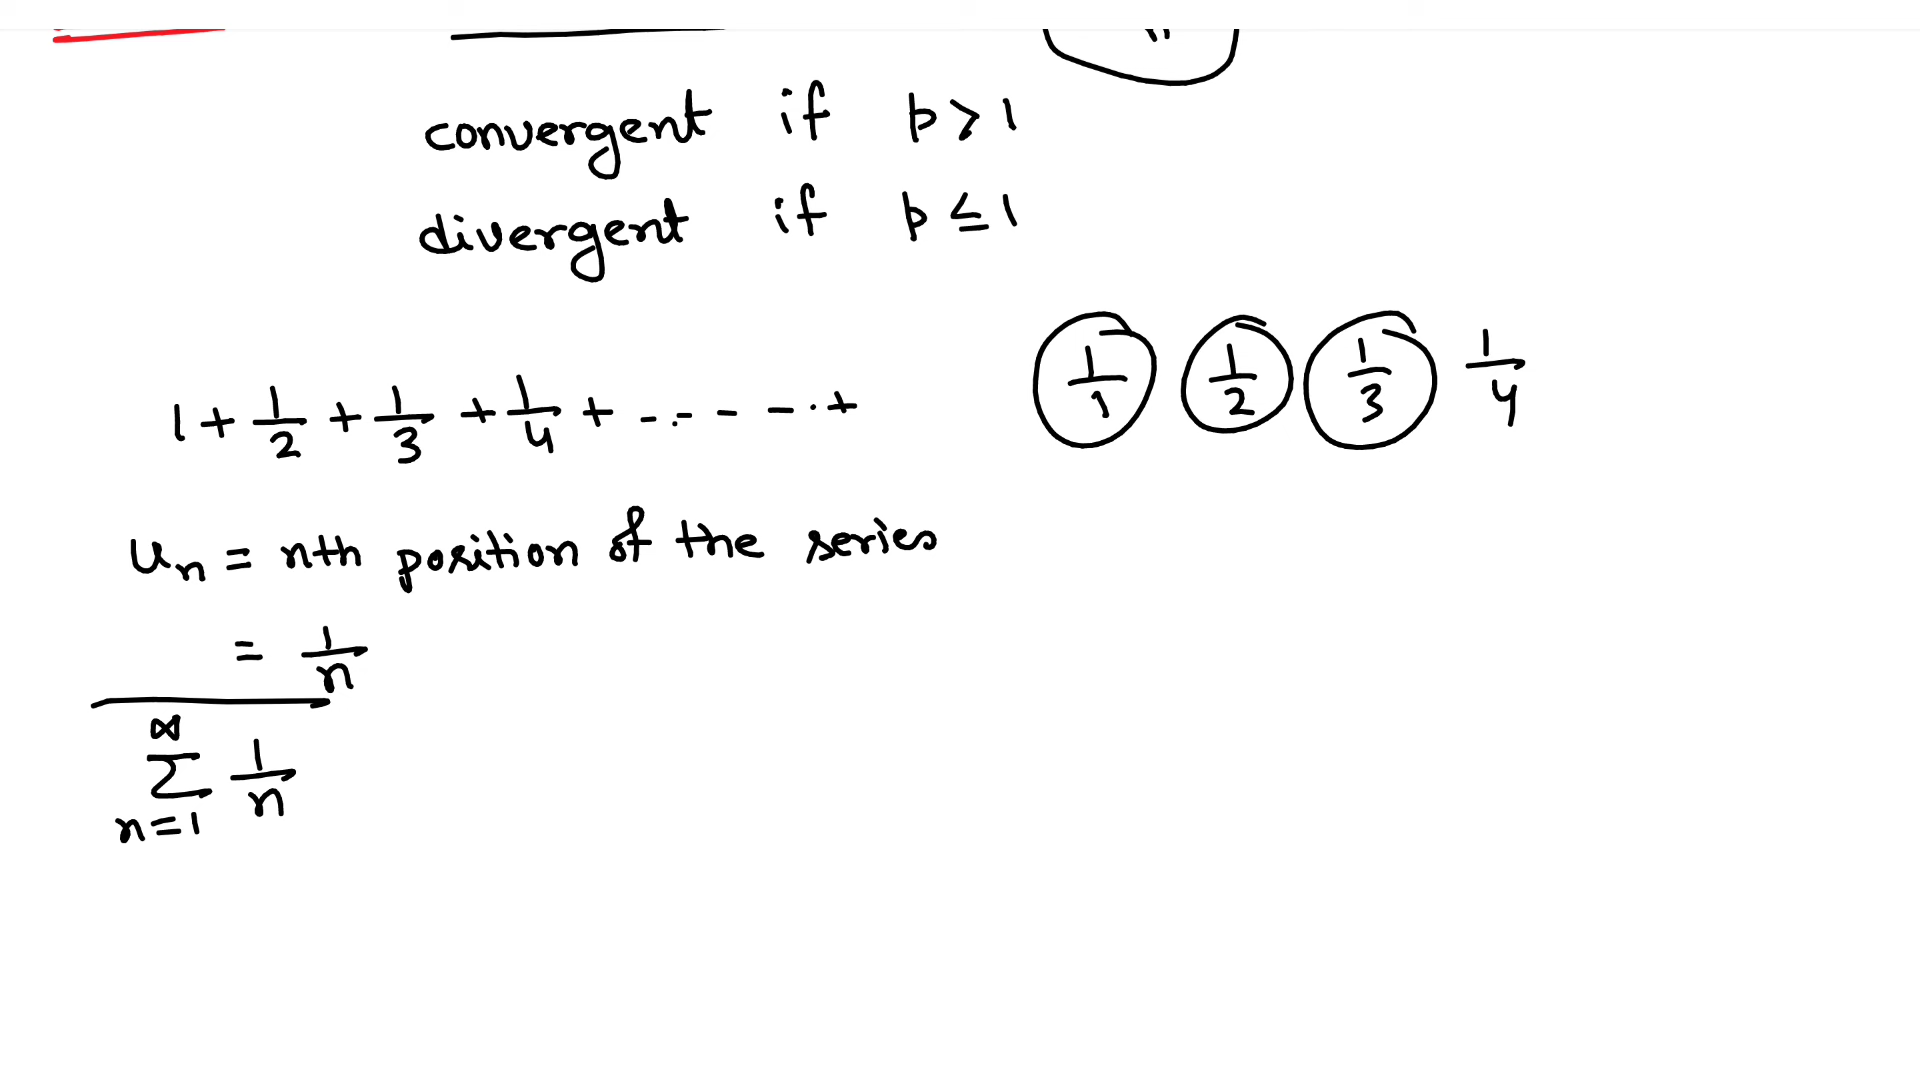 convergent if p > 1
divergent if p ≤ 1
1 + 1/2 + 1/3 + 1/4 + ------ + 1/1 1/2 1/3 1/4
un = nth position of the series
= 1/n
∞
Σ 1/n
n=1